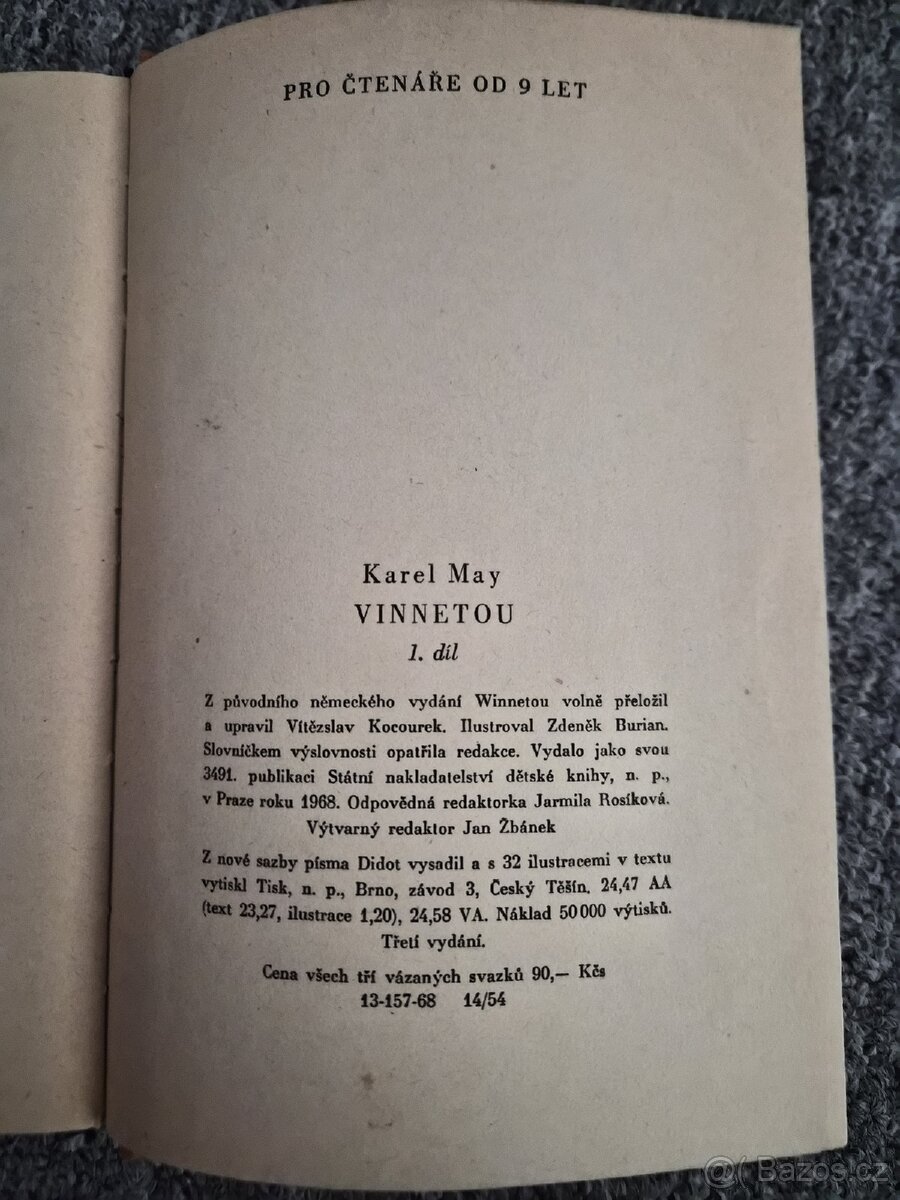 PRO ČTENÁŘE OD 9 LET
Karel May
VINNETOU
1. díl
Z původního německého vydání Winnetou volně přeložil
a upravil Vítězslav Kocourek. Ilustroval Zdeněk Burian.
Slovníčkem výslovnosti opatřila redakce. Vydalo jako svou
3491. publikaci Státní nakladatelství dětské knihy, n. p.,
v Praze roku 1968. Odpovědná redaktorka Jarmila Rosíková.
Výtvarný redaktor Jan Žbánek
Z nové sazby písma Didot vysadil a s 32 ilustracemi v textu
vytiskl Tisk, n. p., Brno, závod 3, Český Těšín. 24,47 AA
(text 23,27, ilustrace 1,20), 24,58 VA. Náklad 50 000 výtisků.
Třetí vydání.
Cena všech tří vázaných svazků 90,— Kčs
13-157-68 14/54
@( Bazos.cz